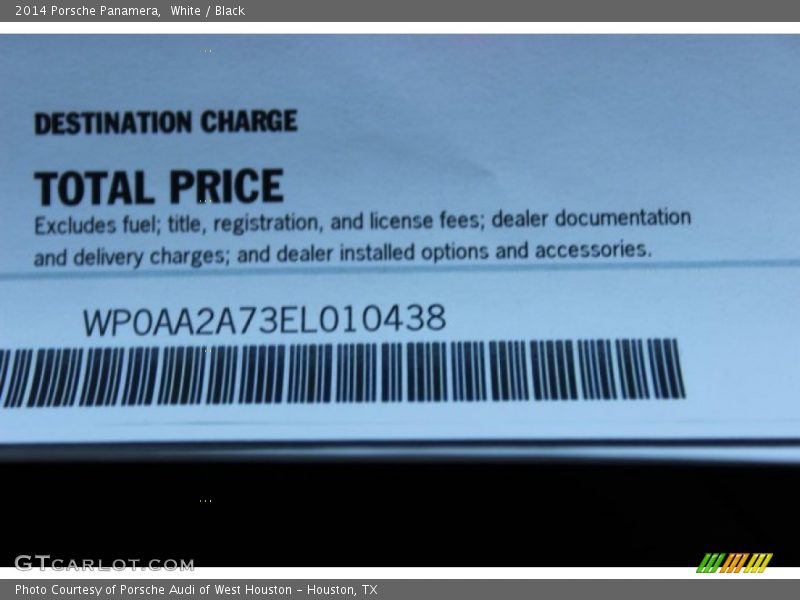 2014 Porsche Panamera,  White / Black
DESTINATION CHARGE
TOTAL PRICE
Excludes fuel; title, registration, and license fees; dealer documentation
and delivery charges; and dealer installed options and accessories.
WP0AA2A73EL010438
GTCARLOT.COM
Photo Courtesy of Porsche Audi of West Houston - Houston, TX